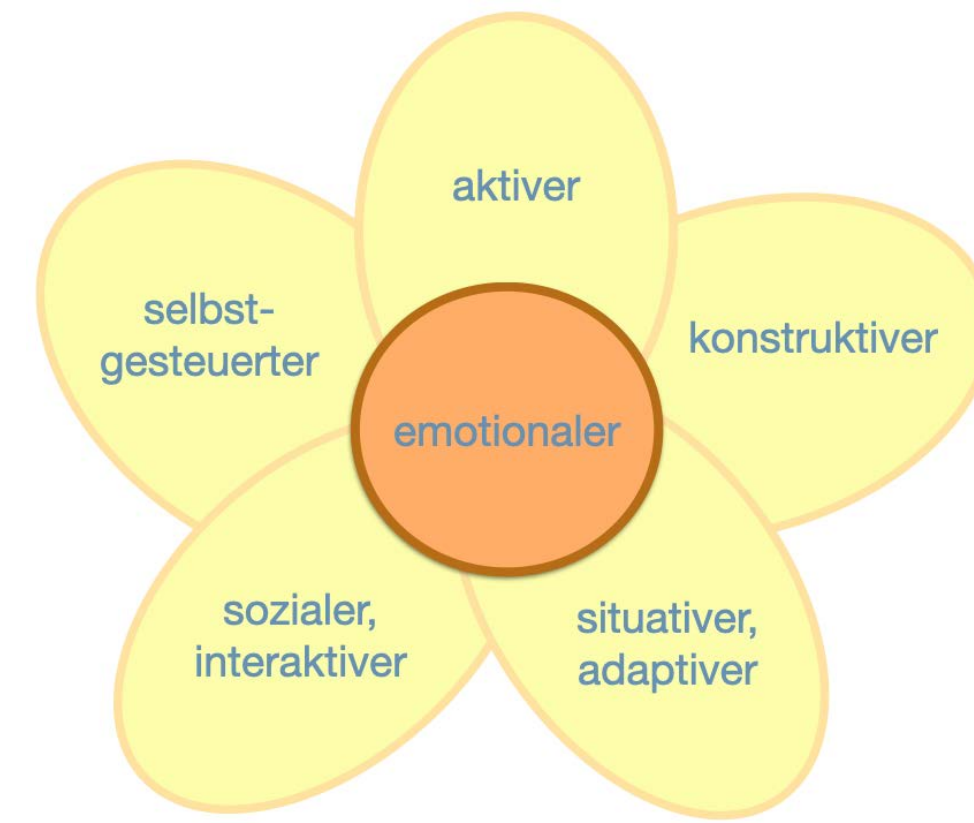 aktiver
selbst-
gesteuerter
konstruktiver
emotionaler
sozialer,
interaktiver
situativer,
adaptiver